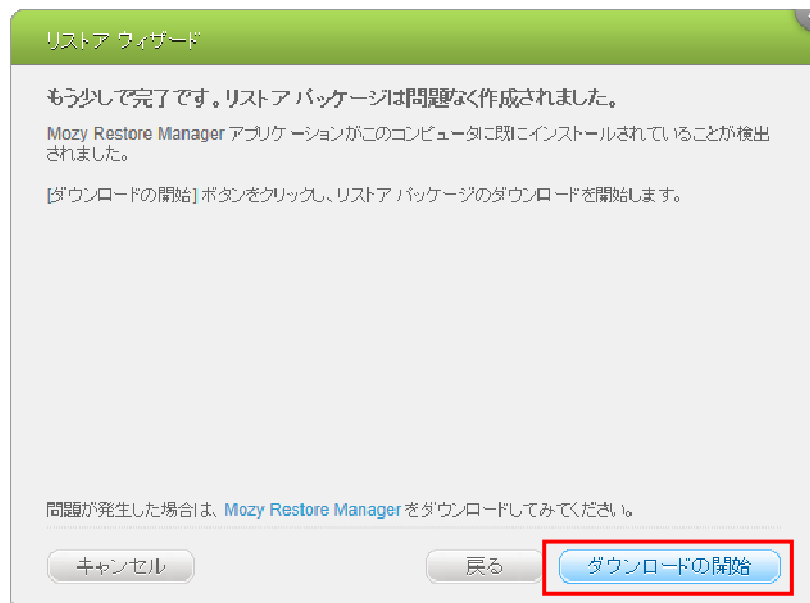 リストア ウィザード
もう少しで完了です。リストア パッケージは問題なく作成されました。
Mozy Restore Manager アプリケーションがこのコンピュータに既にインストールされていることが検出
されました。
[ダウンロードの開始] ボタンをクリックし、リストア パッケージのダウンロードを開始します。
問題が発生した場合は、Mozy Restore Manager をダウンロードしてみてください。
キャンセル
戻る
ダウンロードの開始